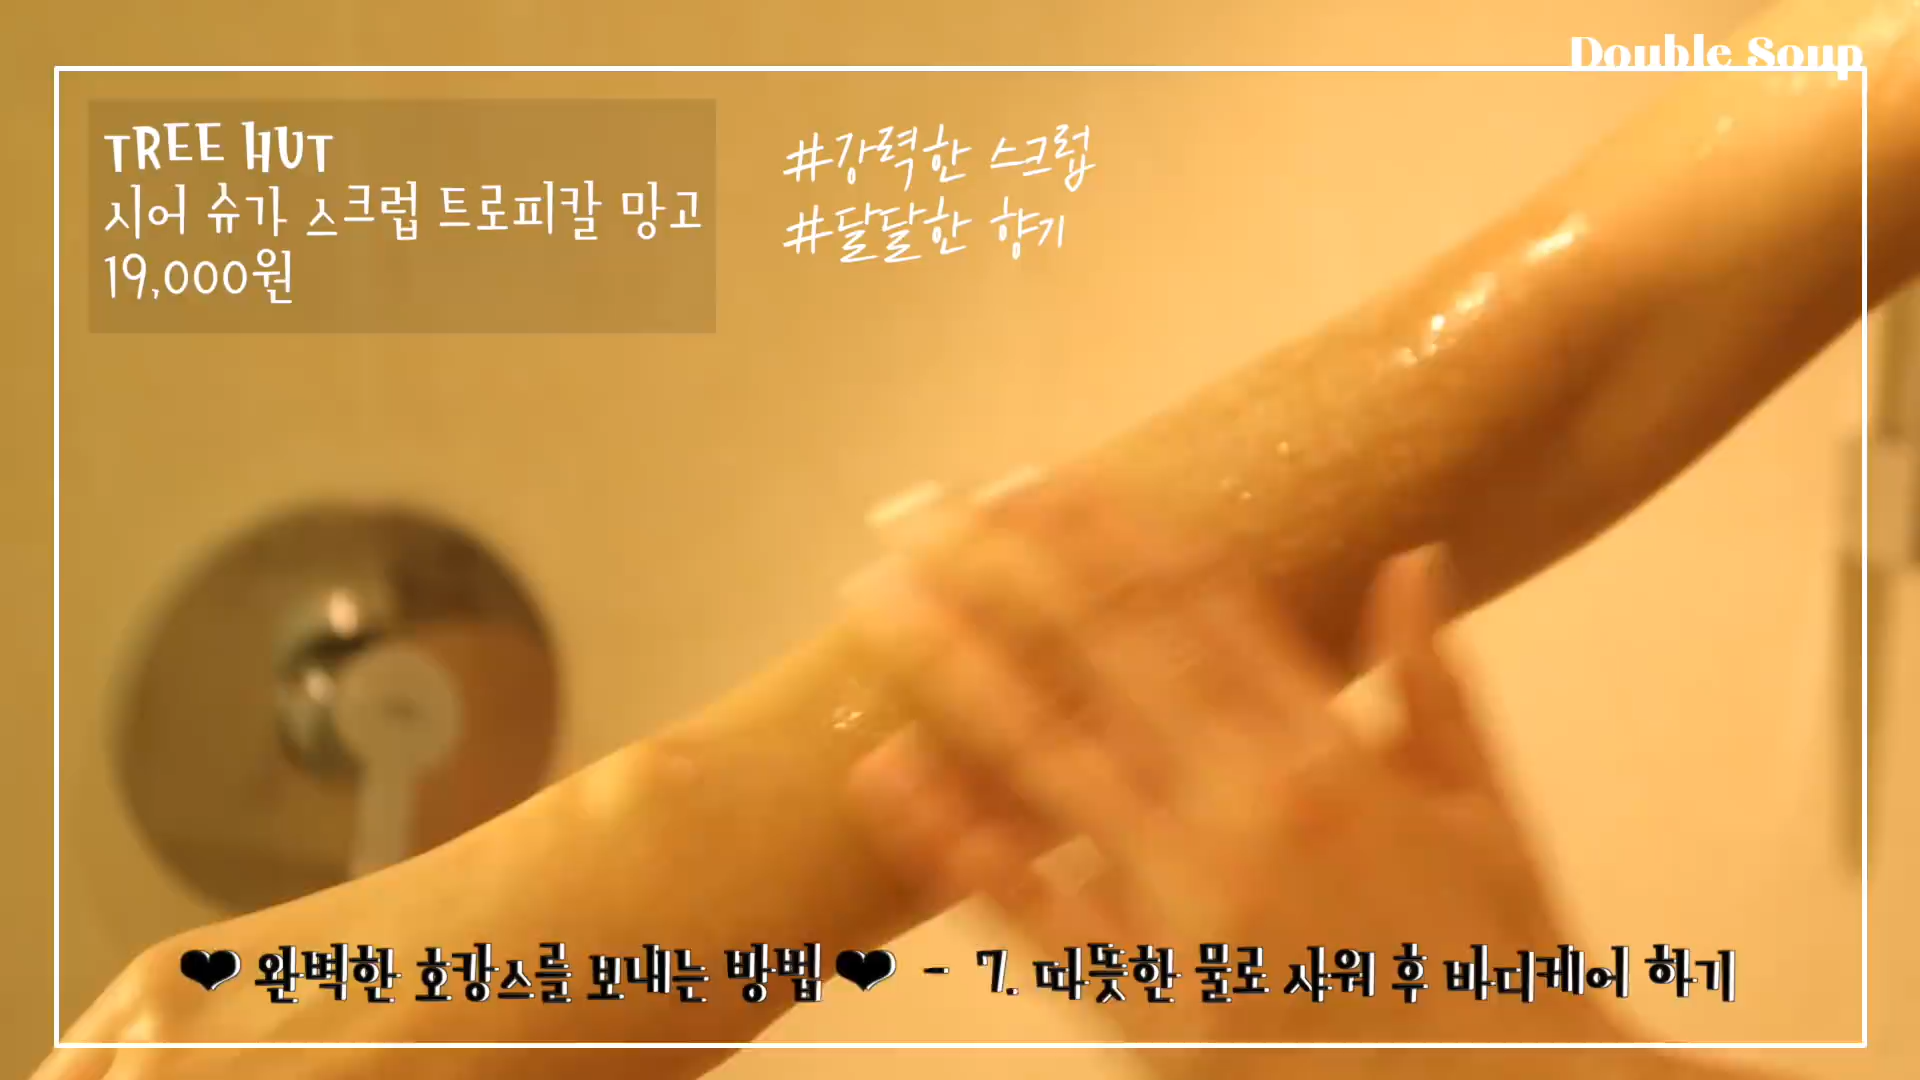 Double Soup
TREE HUT
시어 슈가 스크럽 트로피칼 망고
19,000원
#강력한 스크럽
#달달한 향기
❤ 완벽한 호캉스를 보내는 방법 ❤ - 7. 따뜻한 물로 샤워 후 바디케어 하기